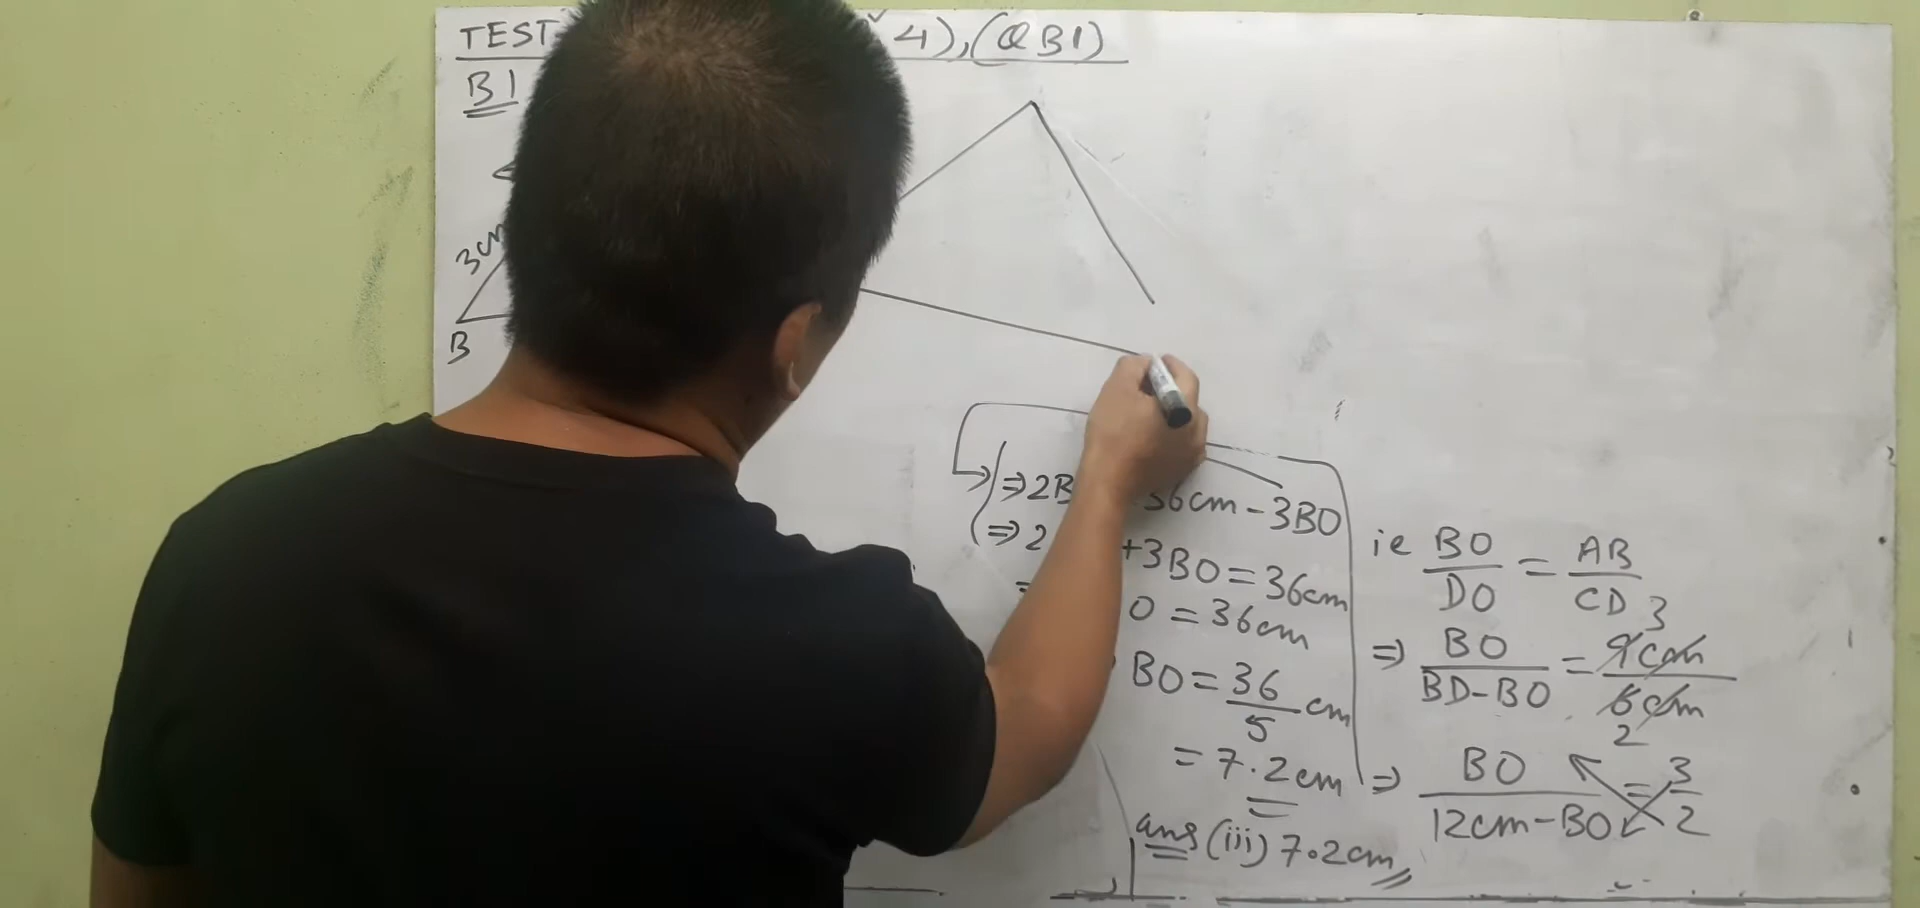 TEST 4), (QB1)
B1
3cm
B
⇒ 2B 36cm - 3BO
⇒ 2 +3BO = 36cm
O = 36cm
BO = 36/5 cm
= 7.2cm
ans (iii) 7.2cm
ie BO/DO = AB/CD
⇒ BO/BD-BO = 9cm/6cm
3
2
⇒ BO/12cm-BO = 3/2